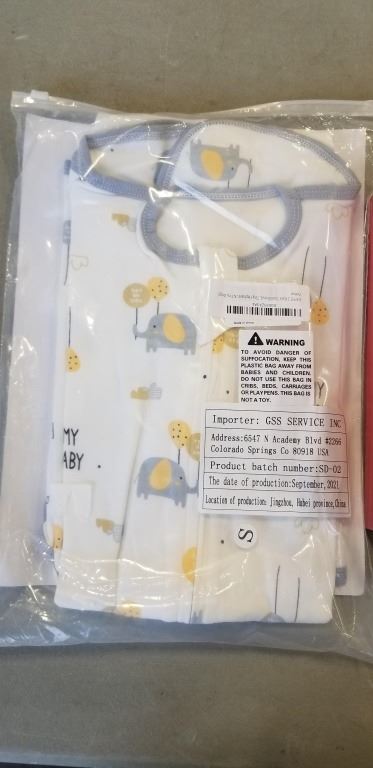 WARNING
TO AVOID DANGER OF
SUFFOCATION, KEEP THIS
PLASTIC BAG AWAY FROM
BABIES AND CHILDREN.
DO NOT USE THIS BAG IN
CRIBS, BEDS, CARRIAGES
OR PLAY PENS. THIS BAG IS
NOT A TOY.
Importer: GSS SERVICE INC
Address:6547 N Academy Blvd #2266
Colorado Springs Co 80918 USA
Product batch number:SD-02
The date of production:September,2021
Location of production: Jingzhou, Hubei province,China
MY
BABY
S